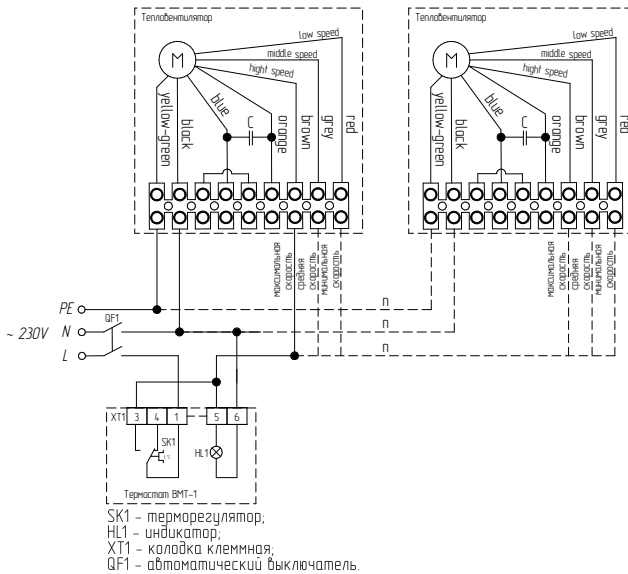 Тепловентилятор
Тепловентилятор
low speed
middle speed
hight speed
M
yellow-green
black
blue
C
orange
brown
grey
red
low speed
middle speed
hight speed
M
yellow-green
black
blue
C
orange
brown
grey
red
максимальная
скорость
средняя
скорость
минимальная
скорость
максимальная
скорость
средняя
скорость
минимальная
скорость
PE
n
QF1
~ 230V N
n
L
n
XT1 3 4 1 5 6
SK1
t°C
HL1
Термостат ВМТ-1
SK1 - терморегулятор;
HL1 - индикатор;
XT1 - колодка клеммная;
QF1 - автоматический выключатель.